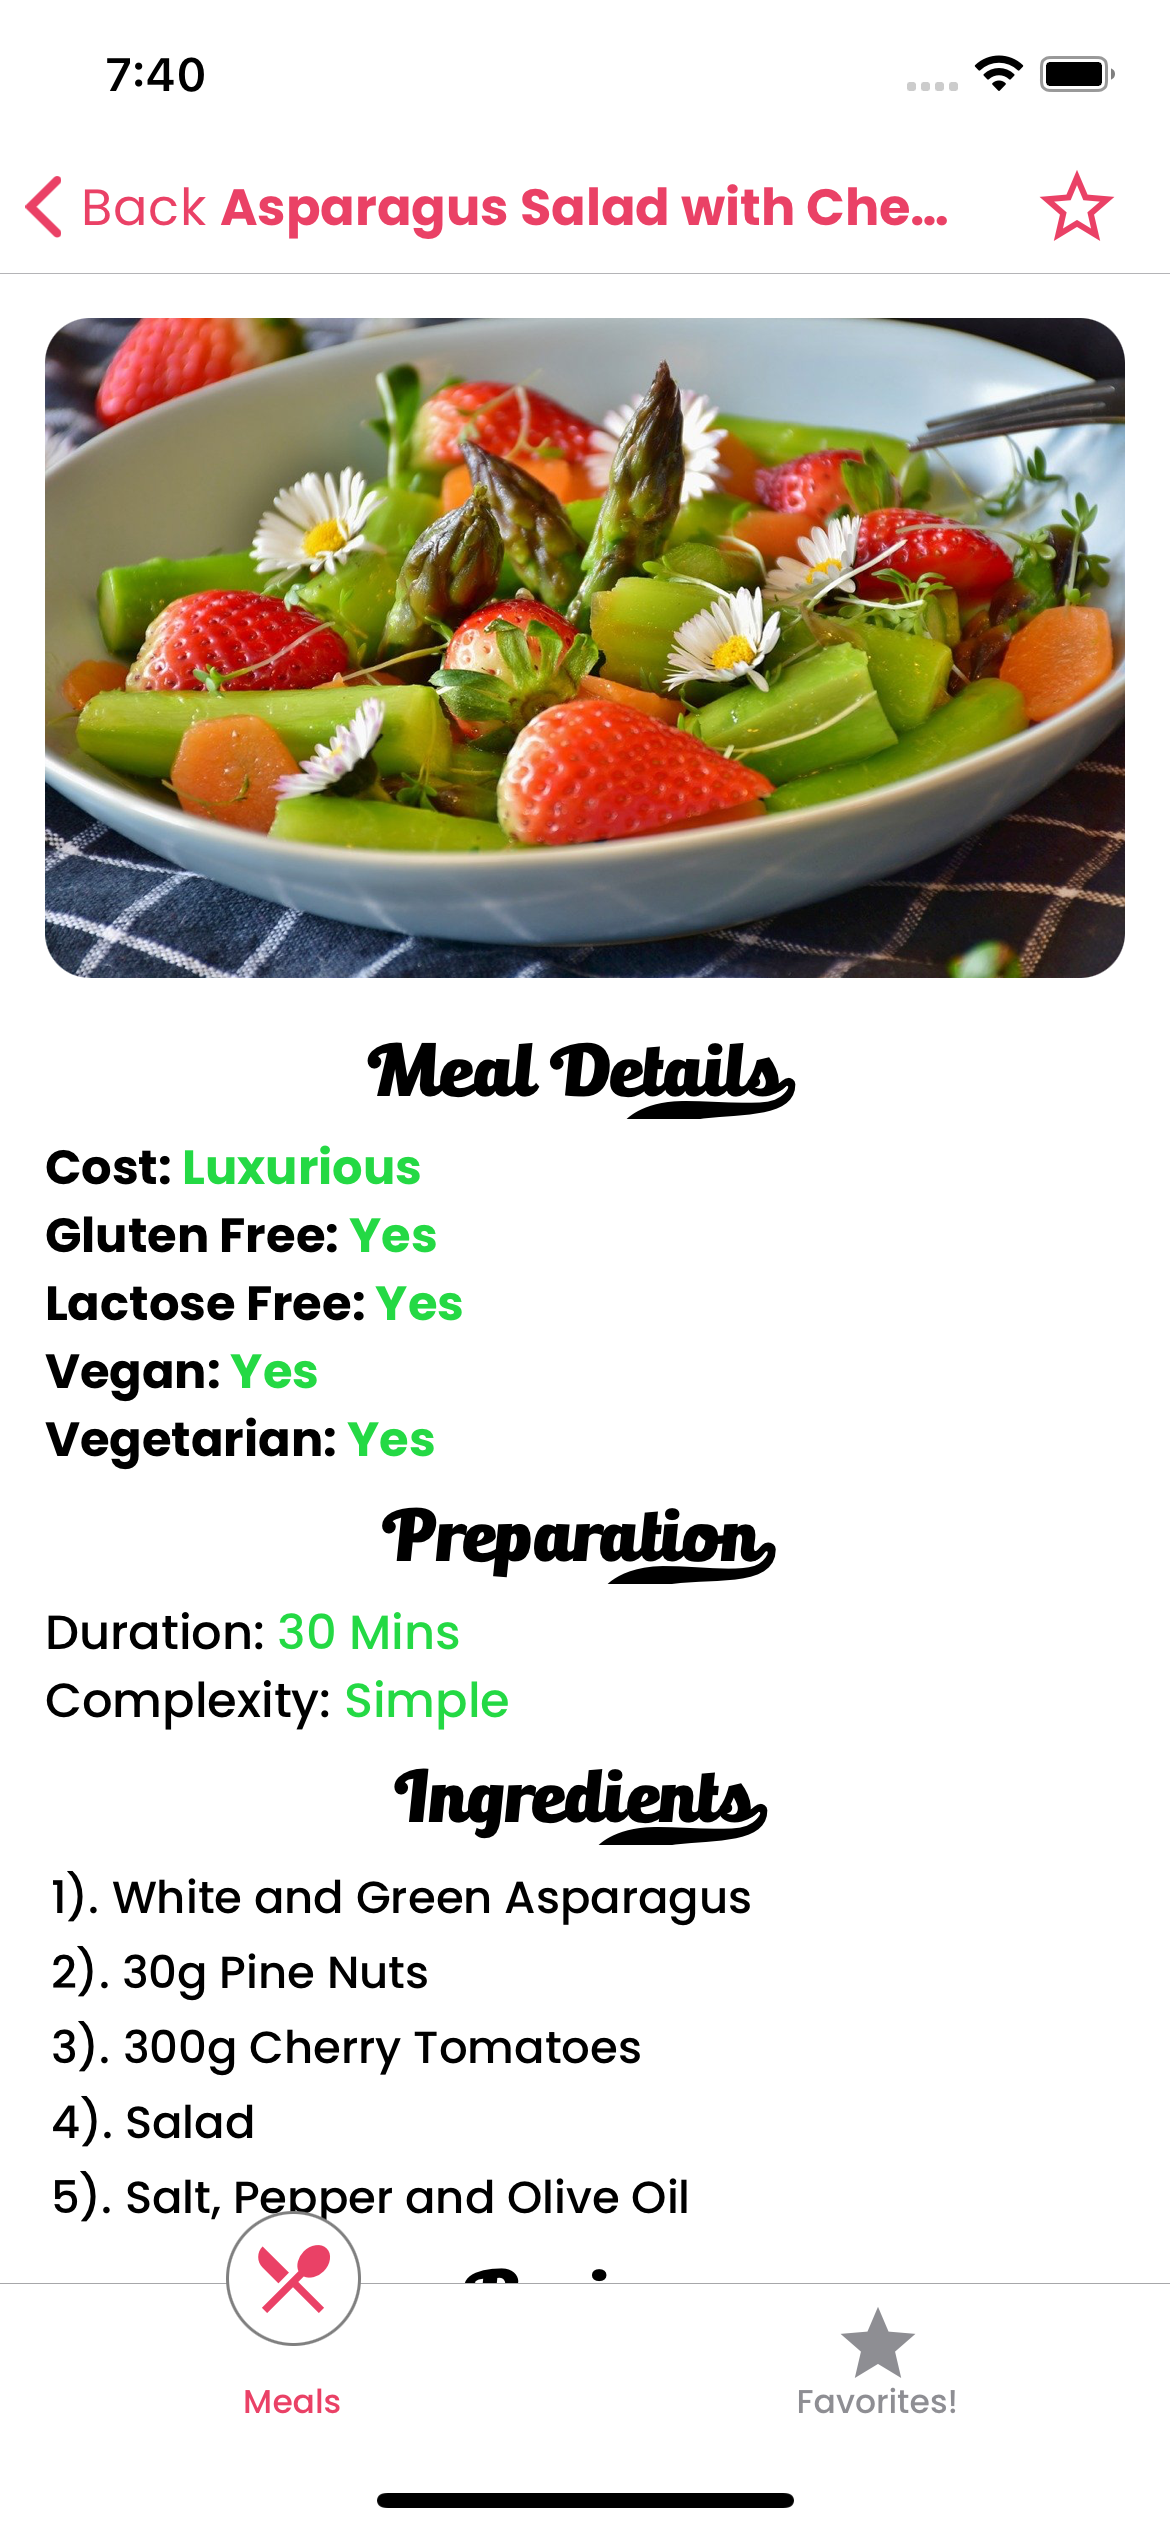 7:40
Back Asparagus Salad with Che...
Meal Details
Cost: Luxurious
Gluten Free: Yes
Lactose Free: Yes
Vegan: Yes
Vegetarian: Yes
Preparation
Duration: 30 Mins
Complexity: Simple
Ingredients
1). White and Green Asparagus
2). 30g Pine Nuts
3). 300g Cherry Tomatoes
4). Salad
5). Salt, Pepper and Olive Oil
Meals
Favorites!